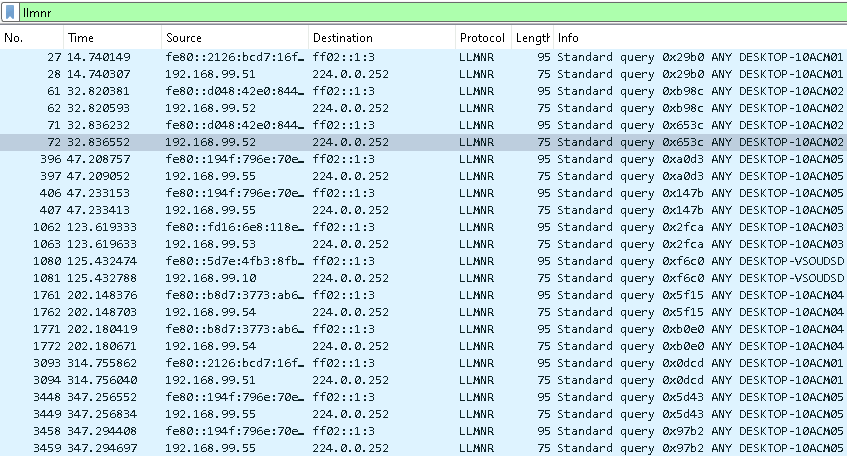 llmnr
No. Time Source Destination Protocol Length Info
27 14.740149 fe80::2126:bcd7:16f… ff02::1:3 LLMNR 95 Standard query 0x29b0 ANY DESKTOP-10ACM01
28 14.740307 192.168.99.51 224.0.0.252 LLMNR 75 Standard query 0x29b0 ANY DESKTOP-10ACM01
61 32.820381 fe80::d048:42e0:844… ff02::1:3 LLMNR 95 Standard query 0xb98c ANY DESKTOP-10ACM02
62 32.820593 192.168.99.52 224.0.0.252 LLMNR 75 Standard query 0xb98c ANY DESKTOP-10ACM02
71 32.836232 fe80::d048:42e0:844… ff02::1:3 LLMNR 95 Standard query 0x653c ANY DESKTOP-10ACM02
72 32.836552 192.168.99.52 224.0.0.252 LLMNR 75 Standard query 0x653c ANY DESKTOP-10ACM02
396 47.208757 fe80::194f:796e:70e… ff02::1:3 LLMNR 95 Standard query 0xa0d3 ANY DESKTOP-10ACM05
397 47.209052 192.168.99.55 224.0.0.252 LLMNR 75 Standard query 0xa0d3 ANY DESKTOP-10ACM05
406 47.233153 fe80::194f:796e:70e… ff02::1:3 LLMNR 95 Standard query 0x147b ANY DESKTOP-10ACM05
407 47.233413 192.168.99.55 224.0.0.252 LLMNR 75 Standard query 0x147b ANY DESKTOP-10ACM05
1062 123.619333 fe80::fd16:6e8:118e… ff02::1:3 LLMNR 95 Standard query 0x2fca ANY DESKTOP-10ACM03
1063 123.619633 192.168.99.53 224.0.0.252 LLMNR 75 Standard query 0x2fca ANY DESKTOP-10ACM03
1080 125.432474 fe80::5d7e:4fb3:8fb… ff02::1:3 LLMNR 95 Standard query 0xf6c0 ANY DESKTOP-VSOUDSD
1081 125.432788 192.168.99.10 224.0.0.252 LLMNR 75 Standard query 0xf6c0 ANY DESKTOP-VSOUDSD
1761 202.148376 fe80::b8d7:3773:ab6… ff02::1:3 LLMNR 95 Standard query 0x5f15 ANY DESKTOP-10ACM04
1762 202.148703 192.168.99.54 224.0.0.252 LLMNR 75 Standard query 0x5f15 ANY DESKTOP-10ACM04
1771 202.180419 fe80::b8d7:3773:ab6… ff02::1:3 LLMNR 95 Standard query 0xb0e0 ANY DESKTOP-10ACM04
1772 202.180671 192.168.99.54 224.0.0.252 LLMNR 75 Standard query 0xb0e0 ANY DESKTOP-10ACM04
3093 314.755862 fe80::2126:bcd7:16f… ff02::1:3 LLMNR 95 Standard query 0x0dcd ANY DESKTOP-10ACM01
3094 314.756040 192.168.99.51 224.0.0.252 LLMNR 75 Standard query 0x0dcd ANY DESKTOP-10ACM01
3448 347.256552 fe80::194f:796e:70e… ff02::1:3 LLMNR 95 Standard query 0x5d43 ANY DESKTOP-10ACM05
3449 347.256834 192.168.99.55 224.0.0.252 LLMNR 75 Standard query 0x5d43 ANY DESKTOP-10ACM05
3458 347.294408 fe80::194f:796e:70e… ff02::1:3 LLMNR 95 Standard query 0x97b2 ANY DESKTOP-10ACM05
3459 347.294697 192.168.99.55 224.0.0.252 LLMNR 75 Standard query 0x97b2 ANY DESKTOP-10ACM05